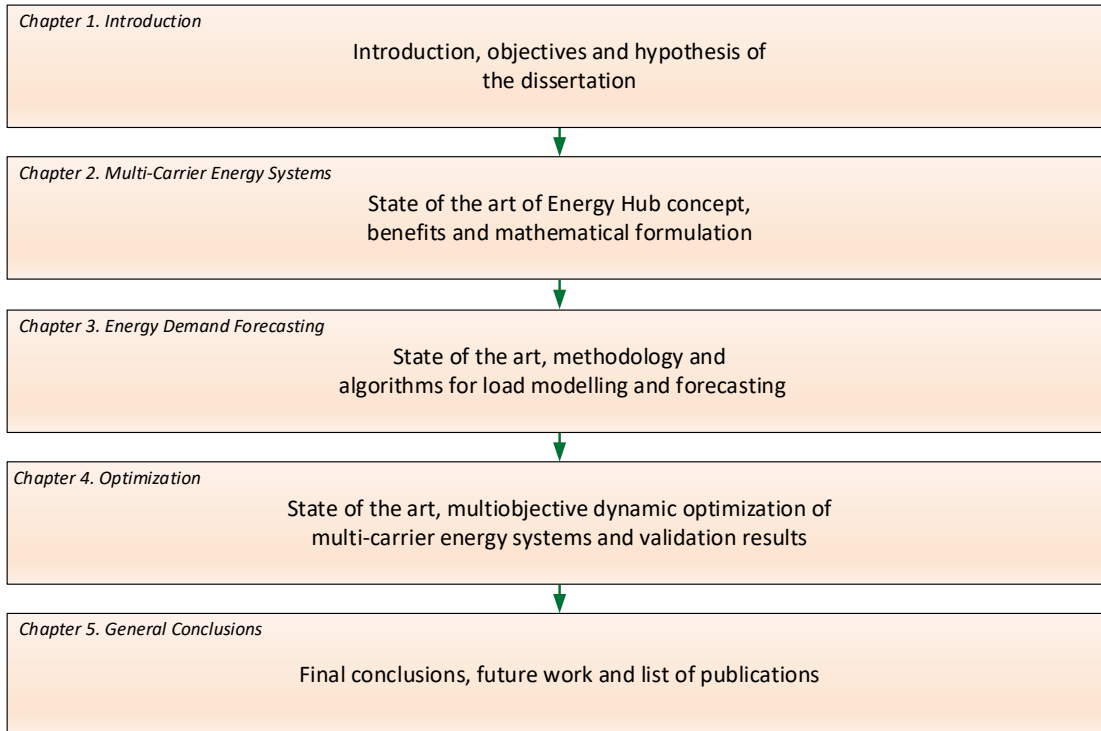 Chapter 1. Introduction
Introduction, objectives and hypothesis of
the dissertation
Chapter 2. Multi-Carrier Energy Systems
State of the art of Energy Hub concept,
benefits and mathematical formulation
Chapter 3. Energy Demand Forecasting
State of the art, methodology and
algorithms for load modelling and forecasting
Chapter 4. Optimization
State of the art, multiobjective dynamic optimization of
multi-carrier energy systems and validation results
Chapter 5. General Conclusions
Final conclusions, future work and list of publications